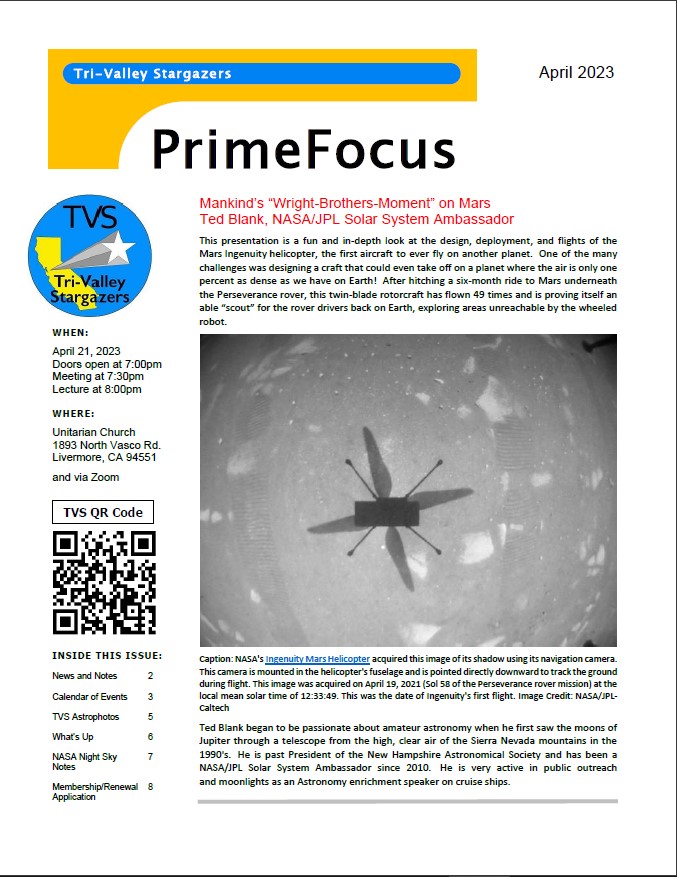 Tri-Valley Stargazers
April 2023
PrimeFocus
TVS
Tri-Valley
Stargazers
WHEN:
April 21, 2023
Doors open at 7:00pm
Meeting at 7:30pm
Lecture at 8:00pm
WHERE:
Unitarian Church
1893 North Vasco Rd.
Livermore, CA 94551
and via Zoom
TVS QR Code
INSIDE THIS ISSUE:
News and Notes 2
Calendar of Events 3
TVS Astrophotos 5
What's Up 6
NASA Night Sky 7
Notes
Membership/Renewal 8
Application
Mankind's “Wright-Brothers-Moment” on Mars
Ted Blank, NASA/JPL Solar System Ambassador
This presentation is a fun and in-depth look at the design, deployment, and flights of the
Mars Ingenuity helicopter, the first aircraft to ever fly on another planet. One of the many
challenges was designing a craft that could even take off on a planet where the air is only one
percent as dense as we have on Earth! After hitching a six-month ride to Mars underneath
the Perseverance rover, this twin-blade rotorcraft has flown 49 times and is proving itself an
able “scout” for the rover drivers back on Earth, exploring areas unreachable by the wheeled
robot.
Caption: NASA's Ingenuity Mars Helicopter acquired this image of its shadow using its navigation camera.
This camera is mounted in the helicopter's fuselage and is pointed directly downward to track the ground
during flight. This image was acquired on April 19, 2021 (Sol 58 of the Perseverance rover mission) at the
local mean solar time of 12:33:49. This was the date of Ingenuity's first flight. Image Credit: NASA/JPL-
Caltech
Ted Blank began to be passionate about amateur astronomy when he first saw the moons of
Jupiter through a telescope from the high, clear air of the Sierra Nevada mountains in the
1990's. He is past President of the New Hampshire Astronomical Society and has been a
NASA/JPL Solar System Ambassador since 2010. He is very active in public outreach
and moonlights as an Astronomy enrichment speaker on cruise ships.